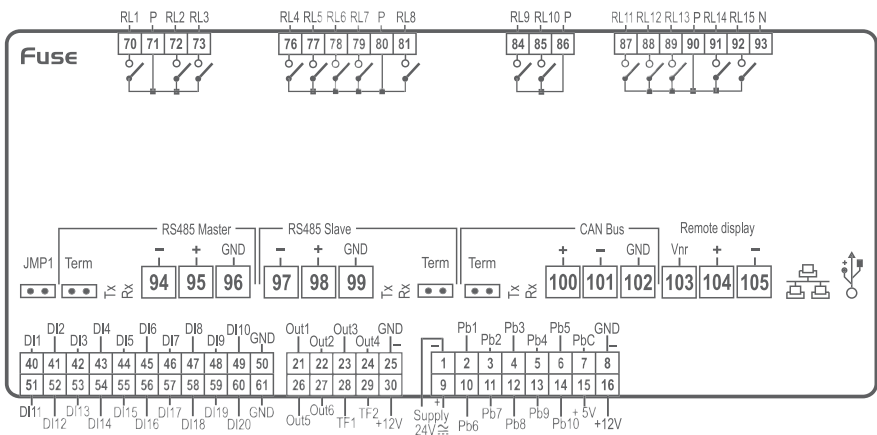 RL1 P RL2 RL3 RL4 RL5 RL6 RL7 P RL8 RL9 RL10 P RL11 RL12 RL13 P RL14 RL15 N
70 71 72 73 76 77 78 79 80 81 84 85 86 87 88 89 90 91 92 93
Fuse
RS485 Master RS485 Slave CAN Bus Remote display
JMP1 Term - + GND - + GND Term Term + - GND Vnr + -
Tx Rx 94 95 96 97 98 99 Tx Rx Tx Rx 100 101 102 103 104 105
DI1 DI2 DI3 DI4 DI5 DI6 DI7 DI8 DI9 DI10 GND Out1 Out2 Out3 Out4 GND - - Pb1 Pb2 Pb3 Pb4 Pb5 PbC GND -
40 41 42 43 44 45 46 47 48 49 50 21 22 23 24 25 1 2 3 4 5 6 7 8
51 52 53 54 55 56 57 58 59 60 61 26 27 28 29 30 9 10 11 12 13 14 15 16
DI11 DI12 DI13 DI14 DI15 DI16 DI17 DI18 DI19 DI20 GND Out5 Out6 TF1 TF2 +12V + Supply Pb6 Pb7 Pb8 Pb9 Pb10 + 5V +12V
24V